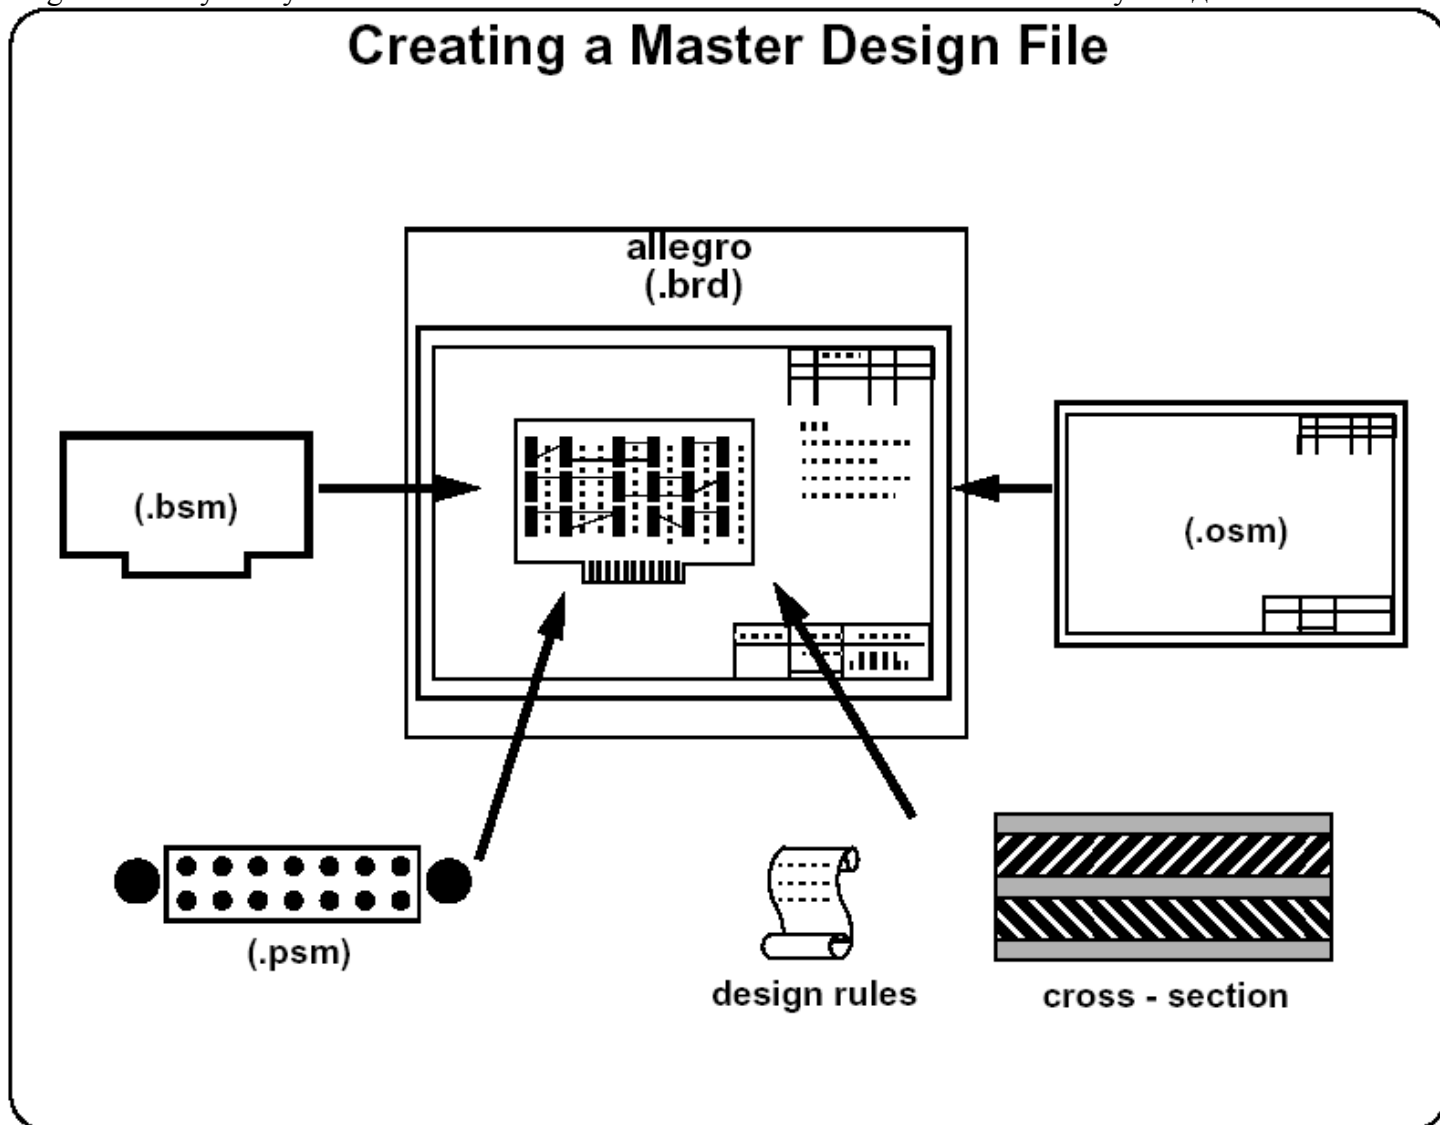 Creating a Master Design File
allegro
(.brd)
(.bsm)
(.osm)
(.psm)
design rules
cross - section